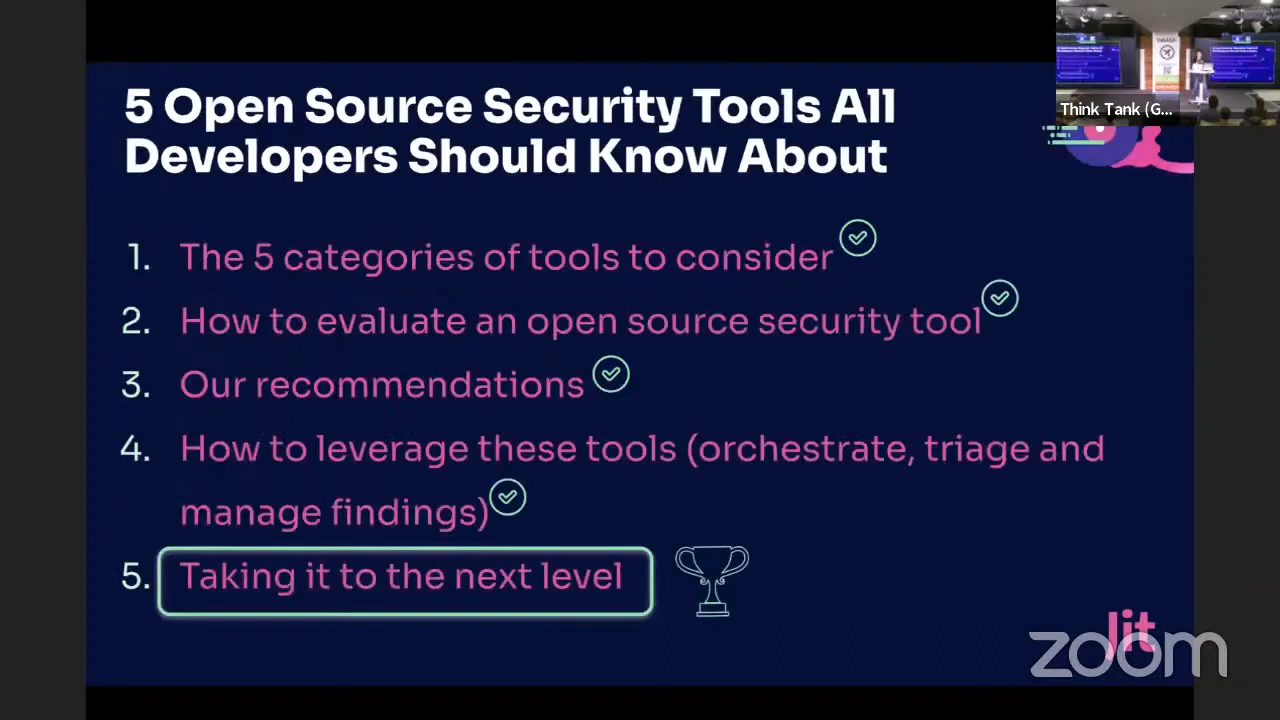 5 Open Source Security Tools All
Developers Should Know About
1. The 5 categories of tools to consider
2. How to evaluate an open source security tool
3. Our recommendations
4. How to leverage these tools (orchestrate, triage and
manage findings)
5. Taking it to the next level
Think Tank (G...
Jit
zoom